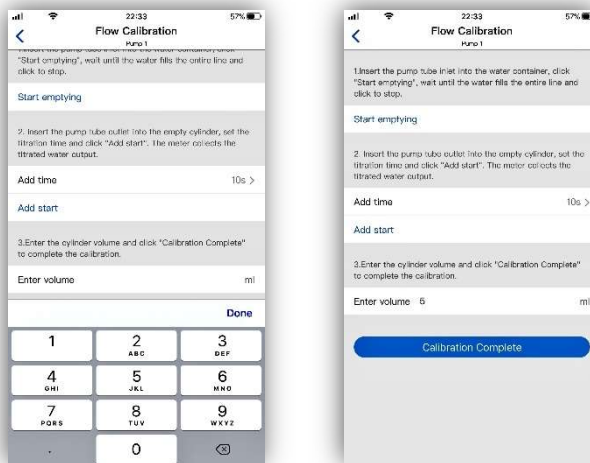 22:33
57%
Flow Calibration
Pump 1
"Start emptying", wait until the water fills the entire line and
click to stop.
Start emptying
2. Insert the pump tube outlet into the empty cylinder, set the
titration time and click "Add start". The meter collects the
titrated water output.
Add time 10s >
Add start
3.Enter the cylinder volume and click "Calibration Complete"
to complete the calibration.
Enter volume ml
Done
1 2 3
ABC DEF
4 5 6
GHI JKL MNO
7 8 9
PQRS TUV WXYZ
. 0
22:33
57%
Flow Calibration
Pump 1
1.Insert the pump tube inlet into the water container, click
"Start emptying", wait until the water fills the entire line and
click to stop.
Start emptying
2. Insert the pump tube outlet into the empty cylinder, set the
titration time and click "Add start". The meter collects the
titrated water output.
Add time 10s >
Add start
3.Enter the cylinder volume and click "Calibration Complete"
to complete the calibration.
Enter volume 6 ml
Calibration Complete